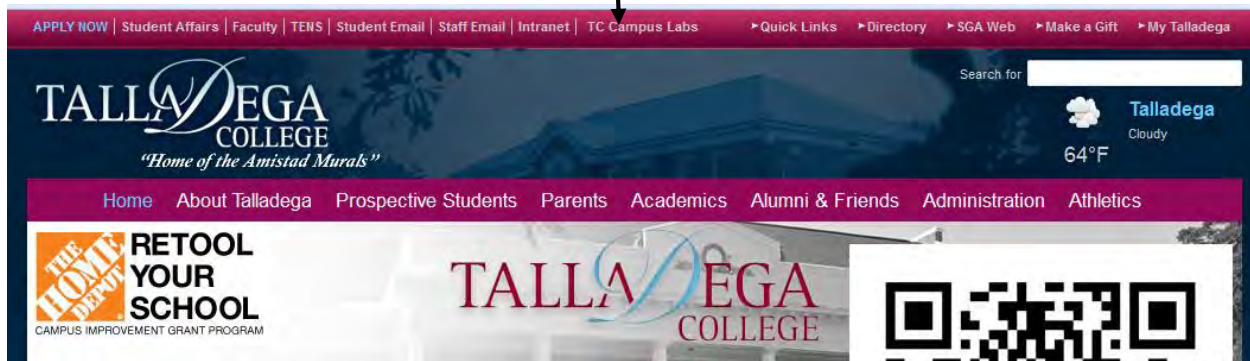 APPLY NOW | Student Affairs | Faculty | TENS | Student Email | Staff Email | Intranet | TC Campus Labs ►Quick Links ►Directory ►SGA Web ►Make a Gift ►My Talladega
Search for
TALLADEGA
COLLEGE
"Home of the Amistad Murals"
Talladega
Cloudy
64°F
Home About Talladega Prospective Students Parents Academics Alumni & Friends Administration Athletics
THE
HOME
DEPOT
RETOOL
YOUR
SCHOOL
CAMPUS IMPROVEMENT GRANT PROGRAM
TALLADEGA
COLLEGE